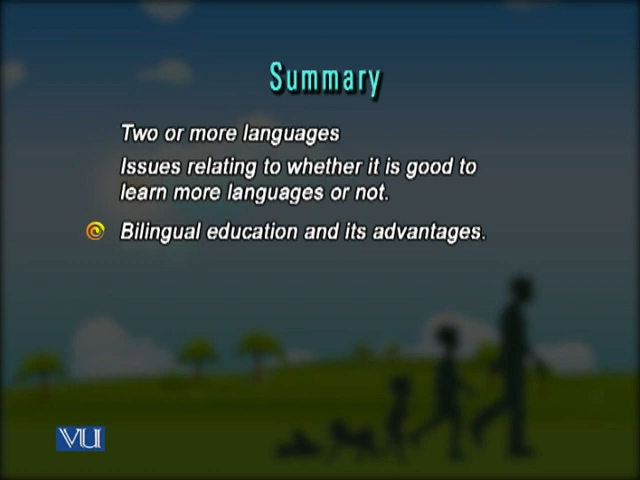 Summary
Two or more languages
Issues relating to whether it is good to
learn more languages or not.
Bilingual education and its advantages.
VU